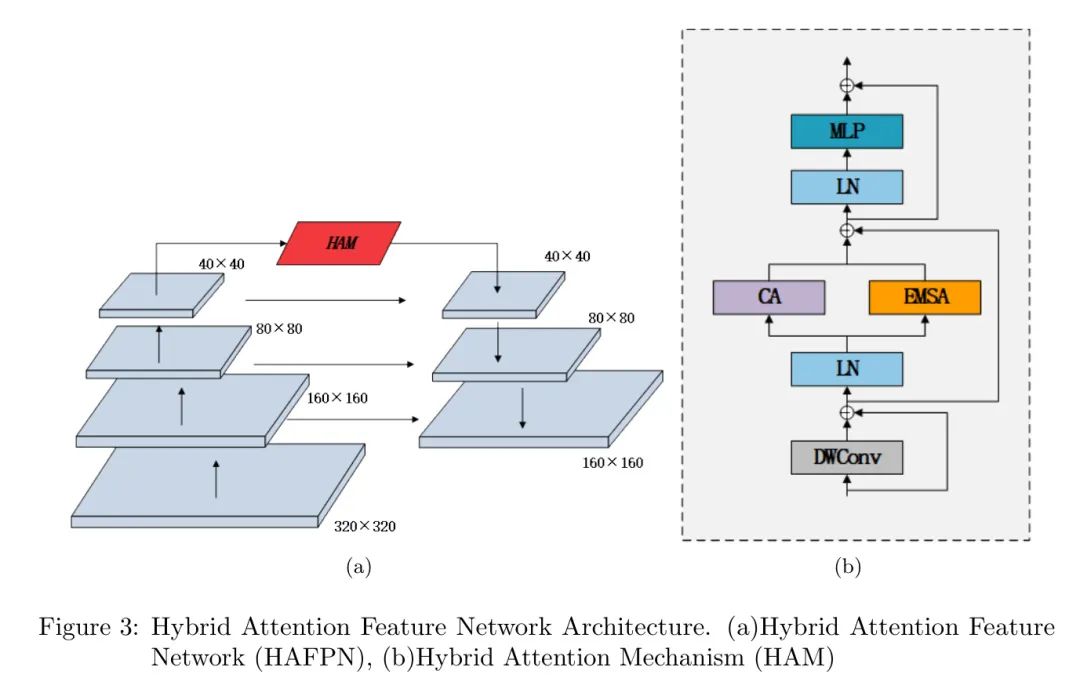 HAM
40×40
40×40
80×80
80×80
160×160
160×160
320×320
(a)
MLP
LN
CA
EMSA
LN
DWConv
(b)
Figure 3: Hybrid Attention Feature Network Architecture. (a)Hybrid Attention Feature
Network (HAFPN), (b)Hybrid Attention Mechanism (HAM)